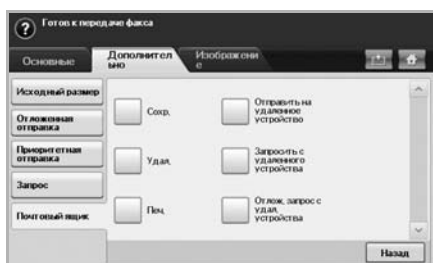 Готов к передаче факса
Основные
Дополнител
ьно
Изображени
е
Исходный размер
Отложенная
отправка
Приоритетная
отправка
Запрос
Почтовый ящик
Сохр.
Отправить на
удаленное
устройство
Удал.
Запросить с
удаленного
устройства
Печ.
Отлож. запрос с
удал.
устройства
Назад